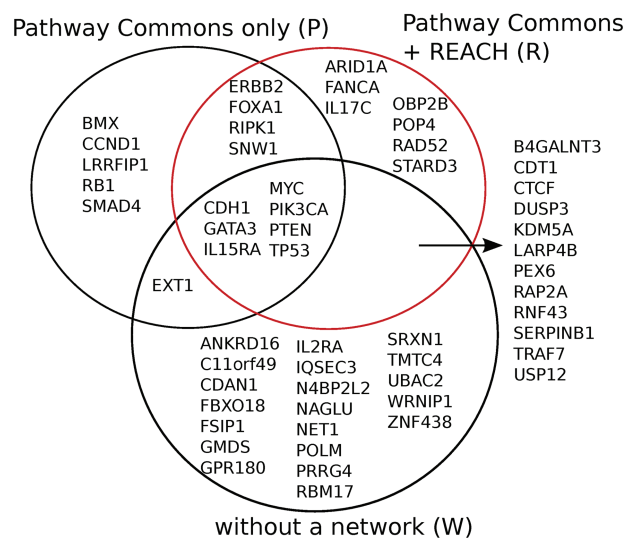 Pathway Commons only (P)
Pathway Commons
+ REACH (R)
BMX
CCND1
LRRFIP1
RB1
SMAD4
ERBB2
FOXA1
RIPK1
SNW1
ARID1A
FANCA
IL17C
OBP2B
POP4
RAD52
STARD3
CDH1
GATA3
IL15RA
MYC
PIK3CA
PTEN
TP53
EXT1
B4GALNT3
CDT1
CTCF
DUSP3
KDM5A
LARP4B
PEX6
RAP2A
RNF43
SERPINB1
TRAF7
USP12
ANKRD16
C11orf49
CDAN1
FBXO18
FSIP1
GMDS
GPR180
IL2RA
IQSEC3
N4BP2L2
NAGLU
NET1
POLM
PRRG4
RBM17
SRXN1
TMTC4
UBAC2
WRNIP1
ZNF438
without a network (W)